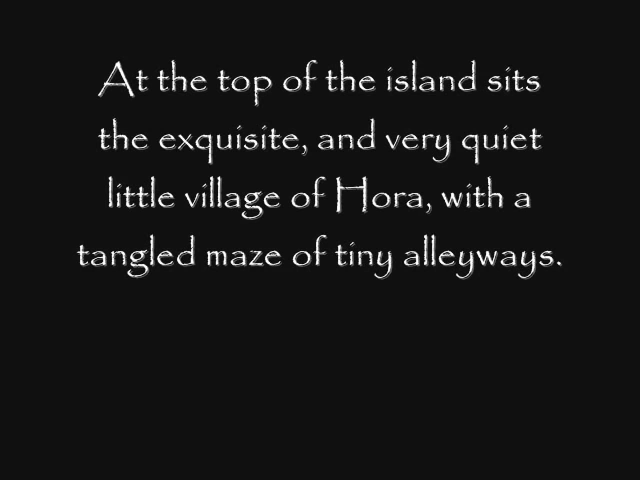 At the top of the island sits
the exquisite, and very quiet
little village of Hora, with a
tangled maze of tiny alleyways.